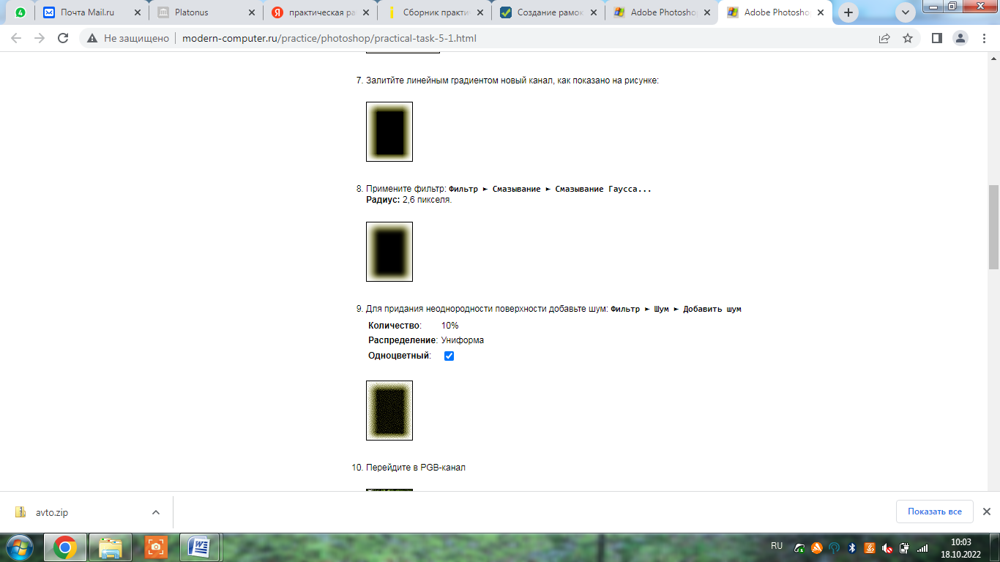 4
Почта Mail.ru
Platonus
Я
практическая ра
Сборник практи
Создание рамок
Adobe Photoshop
Adobe Photoshop
Не защищено
modern-computer.ru/practice/photoshop/practical-task-5-1.html
7. Залитйте линейным градиентом новый канал, как показано на рисунке:
8. Примените фильтр: Фильтр ► Смазывание ► Смазывание Гаусса...
Радиус: 2,6 пикселя.
9. Для придания неоднородности поверхности добавьте шум: Фильтр ► Шум ► Добавить шум
Количество: 10%
Распределение: Униформа
Одноцветный:
10. Перейдите в PGB-канал
avto.zip
Показать все
RU
10:03
18.10.2022